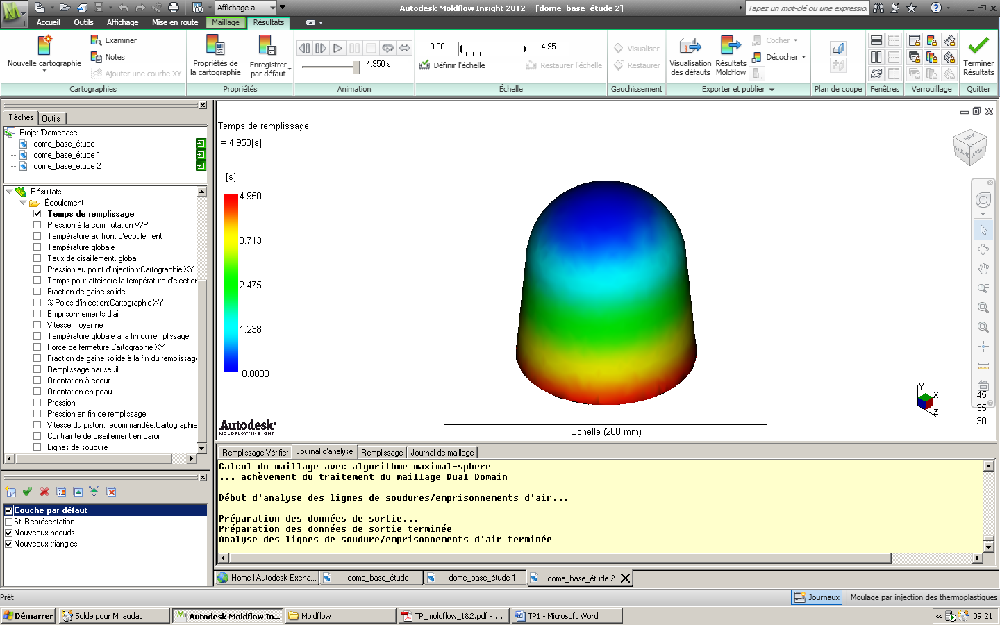 Affichage a...
Autodesk Moldflow Insight 2012 [dome_base_étude 2]
Tapez un mot-clé ou une expressio
Accueil Outils Affichage Mise en route Maillage Résultats
Nouvelle cartographie
Examiner
Notes
Ajouter une courbe XY
Cartographies
Propriétés de
la cartographie
Enregistrer
par défaut
Propriétés
4.950 s
Animation
0.00 4.95
Définir l'échelle Restaurer l'échelle
Échelle
Visualiser
Restaurer
Gauchissement
Visualisation
des défauts
Résultats
Moldflow
Cocher
Décocher
Exporter et publier
Plan de coupe
Fenêtres
Verrouillage
Terminer
Résultats
Quitter
Tâches Outils
Projet 'Domebase'
dome_base_étude
dome_base_étude 1
dome_base_étude 2
Résultats
Écoulement
Temps de remplissage
Pression à la commutation V/P
Température au front d'écoulement
Température globale
Taux de cisaillement, global
Pression au point d'injection:Cartographie XY
Temps pour atteindre la température d'éjection
Fraction de gaine solide
% Poids d'injection:Cartographie XY
Emprisonnements d'air
Vitesse moyenne
Température globale à la fin du remplissage
Force de fermeture:Cartographie XY
Fraction de gaine solide à la fin du remplissage
Remplissage par seuil
Orientation à coeur
Orientation en peau
Pression
Pression en fin de remplissage
Vitesse du piston, recommandée:Cartographie
Contrainte de cisaillement en paroi
Lignes de soudure
Couche par défaut
Stl Représentation
Nouveaux noeuds
Nouveaux triangles
Temps de remplissage
= 4.950[s]
[s]
4.950
3.713
2.475
1.238
0.0000
GAUCHE
Y
X
Z
45
35
30
Autodesk
MOLDFLOW INSIGHT
Échelle (200 mm)
Remplissage-Vérifier Journal d'analyse Remplissage Journal de maillage
Calcul du maillage avec algorithme maximal-sphere
... achèvement du traitement du maillage Dual Domain
Début d'analyse des lignes de soudures/emprisonnements d'air...
Préparation des données de sortie...
Préparation des données de sortie terminée
Analyse des lignes de soudure/emprisonnements d'air terminée
Home | Autodesk Excha... dome_base_étude dome_base_étude 1 dome_base_étude 2
Prêt
Journaux Moulage par injection des thermoplastiques
Démarrer Solde pour Mnaudat Autodesk Moldflow In... Moldflow TP_moldflow_1&2.pdf - ... TP1 - Microsoft Word 09:21